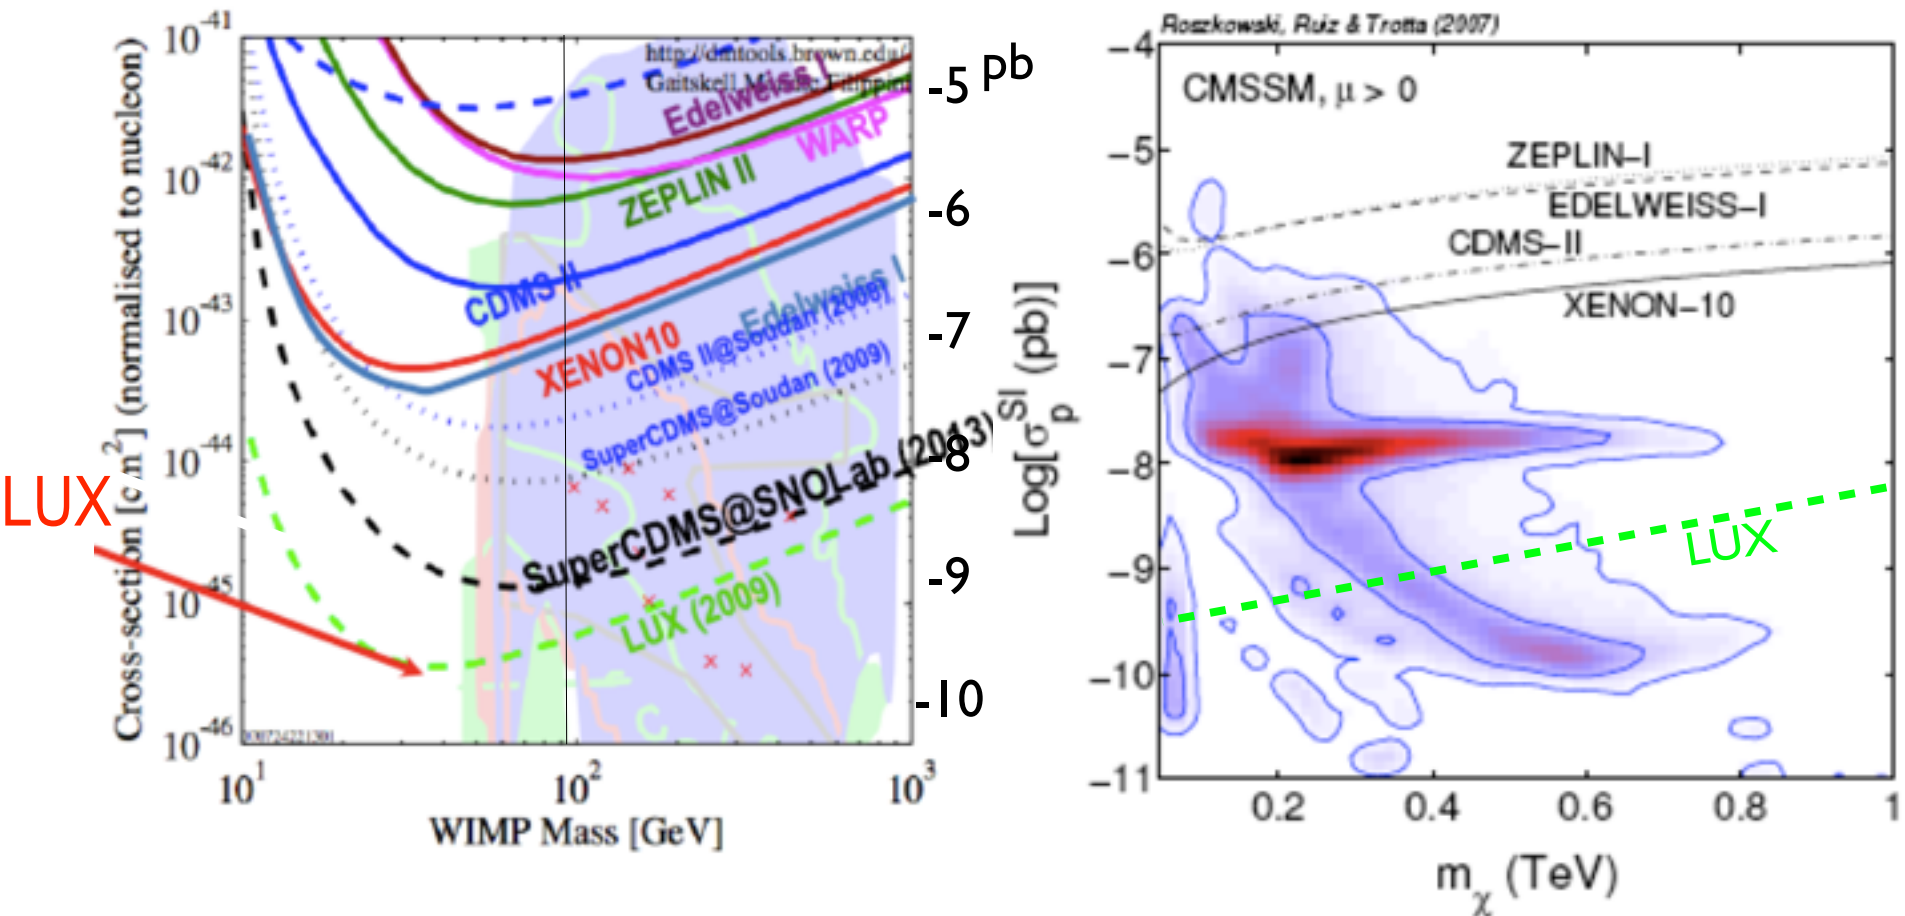 Roszkowski, Ruiz & Trotta (2007)
CMSSM, μ > 0
ZEPLIN-I
EDELWEISS-I
CDMS-II
XENON-10
LUX
Log[σ_p^SI (pb)]
-4
-5
-6
-7
-8
-9
-10
-11
0.2 0.4 0.6 0.8 1
m_χ (TeV)
LUX
Cross-section [cm^2] (normalised to nucleon)
10^-41
10^-42
10^-43
10^-44
10^-45
10^-46
10^1 10^2 10^3
WIMP Mass [GeV]
http://dmtools.brown.edu/
Edelweiss I
WARP
ZEPLIN II
CDMS II
Edelweiss I
XENON10
CDMS II@Soudan (2009)
SuperCDMS@Soudan (2009)
SuperCDMS@SNOLab (2013)
LUX (2009)
-5 pb
-6
-7
-8
-9
-10